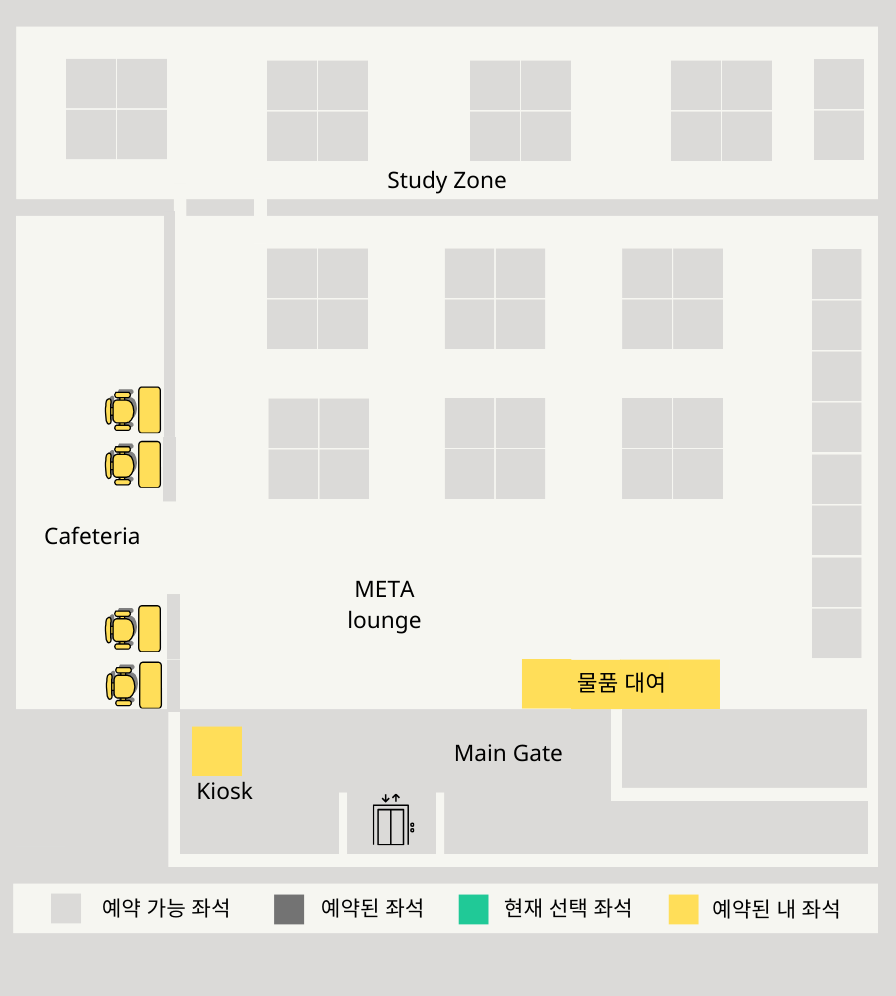 Study Zone
Cafeteria
META
lounge
물품 대여
Main Gate
Kiosk
예약 가능 좌석
예약된 좌석
현재 선택 좌석
예약된 내 좌석